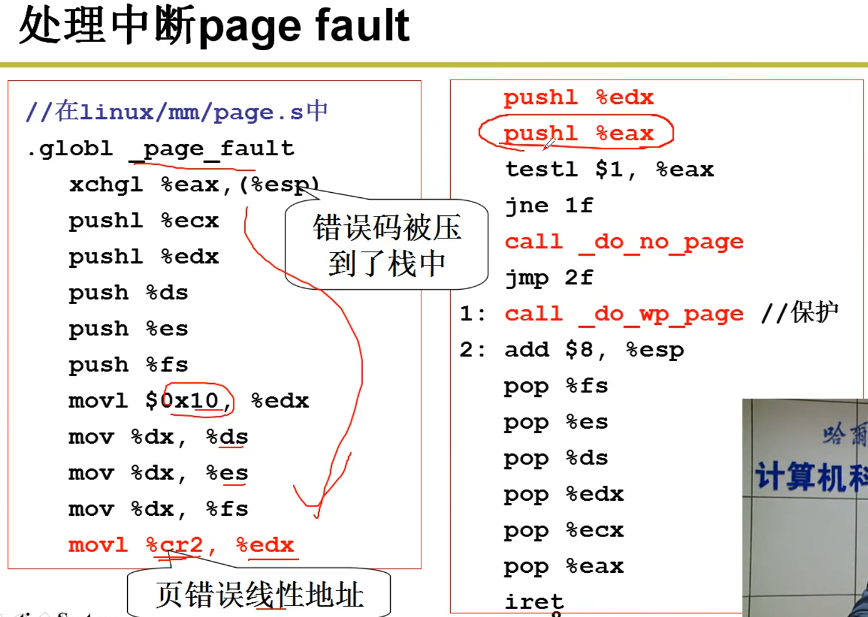 处理中断page fault
//在linux/mm/page.s中
.globl _page_fault
xchgl %eax,(%esp)
pushl %ecx
pushl %edx
push %ds
push %es
push %fs
movl $0x10, %edx
mov %dx, %ds
mov %dx, %es
mov %dx, %fs
movl %cr2, %edx
错误码被压
到了栈中
页错误线性地址
pushl %edx
pushl %eax
testl $1, %eax
jne 1f
call _do_no_page
jmp 2f
1: call _do_wp_page //保护
2: add $8, %esp
pop %fs
pop %es
pop %ds
pop %edx
pop %ecx
pop %eax
iret
哈爾
计算机科